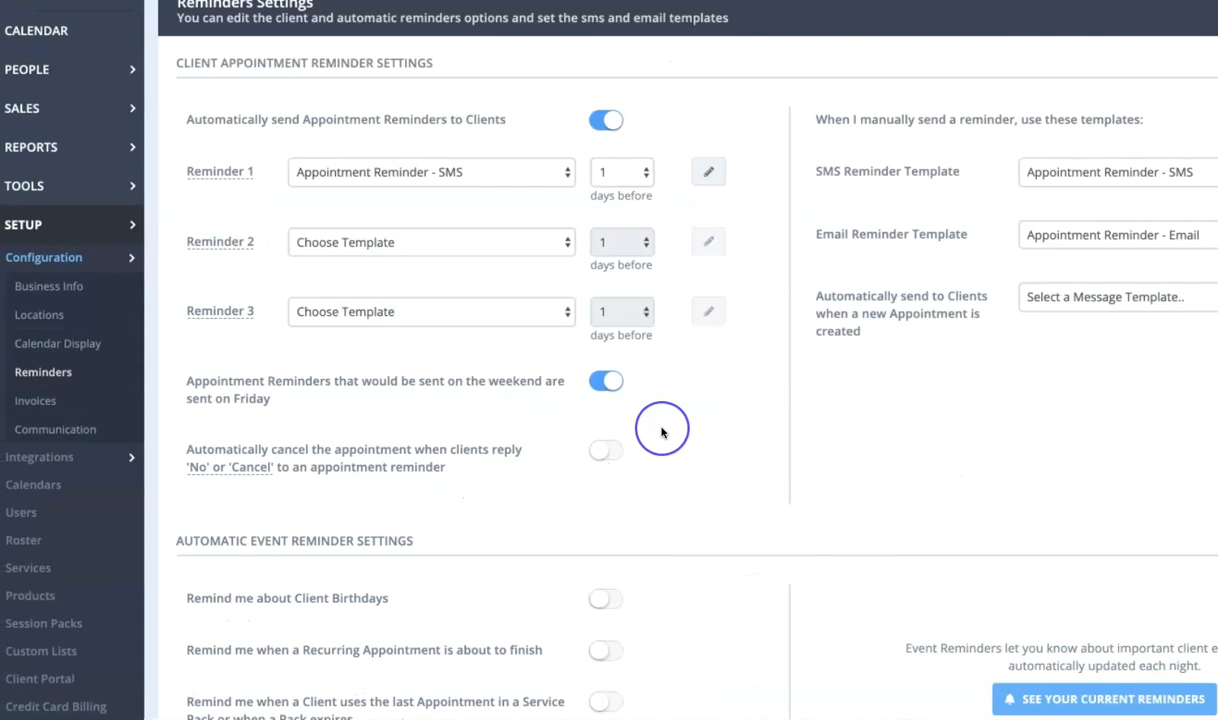 Reminders Settings
You can edit the client and automatic reminders options and set the sms and email templates
CALENDAR
PEOPLE
SALES
REPORTS
TOOLS
SETUP
Configuration
Business Info
Locations
Calendar Display
Reminders
Invoices
Communication
Integrations
Calendars
Users
Roster
Services
Products
Session Packs
Custom Lists
Client Portal
Credit Card Billing
CLIENT APPOINTMENT REMINDER SETTINGS
Automatically send Appointment Reminders to Clients
Reminder 1
Appointment Reminder - SMS
1
days before
Reminder 2
Choose Template
1
days before
Reminder 3
Choose Template
1
days before
Appointment Reminders that would be sent on the weekend are
sent on Friday
Automatically cancel the appointment when clients reply
'No' or 'Cancel' to an appointment reminder
When I manually send a reminder, use these templates:
SMS Reminder Template
Appointment Reminder - SMS
Email Reminder Template
Appointment Reminder - Email
Automatically send to Clients
when a new Appointment is
created
Select a Message Template..
AUTOMATIC EVENT REMINDER SETTINGS
Remind me about Client Birthdays
Remind me when a Recurring Appointment is about to finish
Remind me when a Client uses the last Appointment in a Service
Pack or when a Pack expires
Event Reminders let you know about important client e
automatically updated each night.
SEE YOUR CURRENT REMINDERS